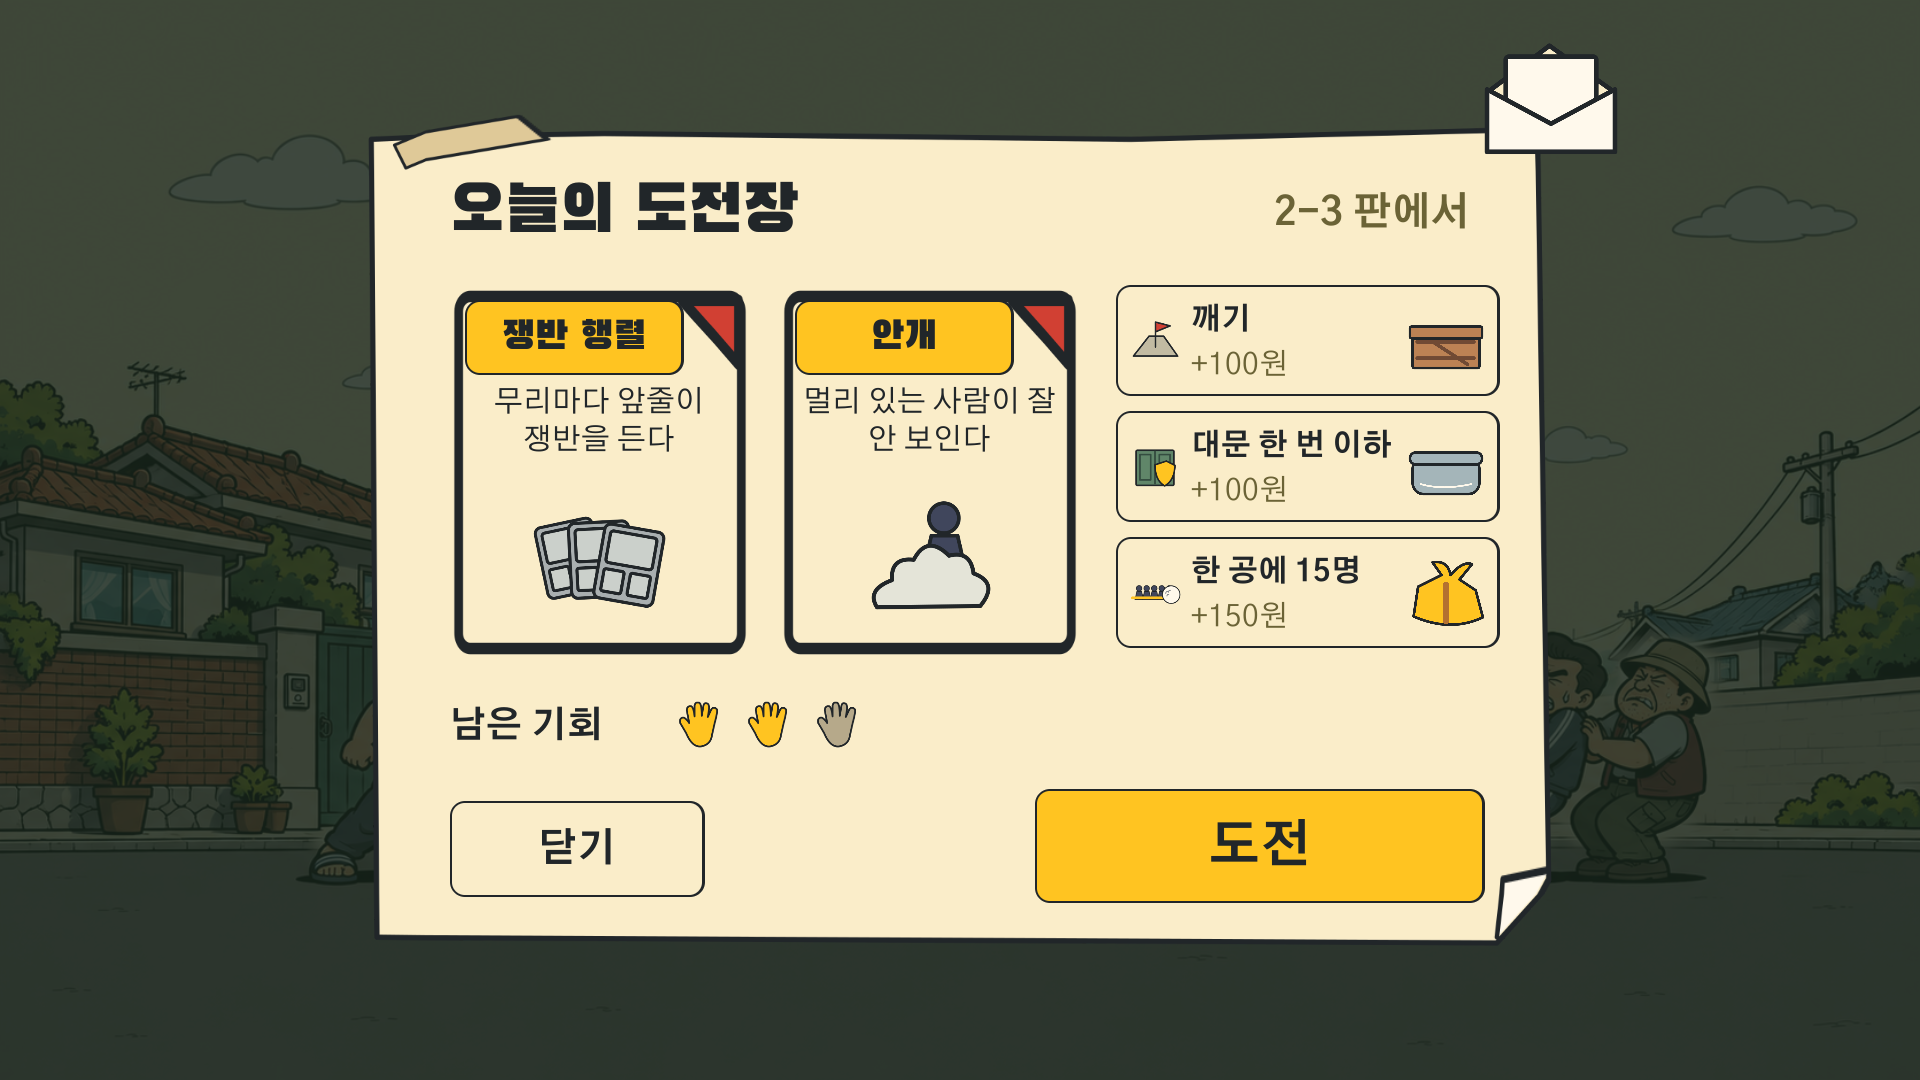 오늘의 도전장
2-3 판에서
쟁반 행렬
무리마다 앞줄이
쟁반을 든다
안개
멀리 있는 사람이 잘
안 보인다
깨기
+100원
대문 한 번 이하
+100원
한 공에 15명
+150원
남은 기회
닫기
도전